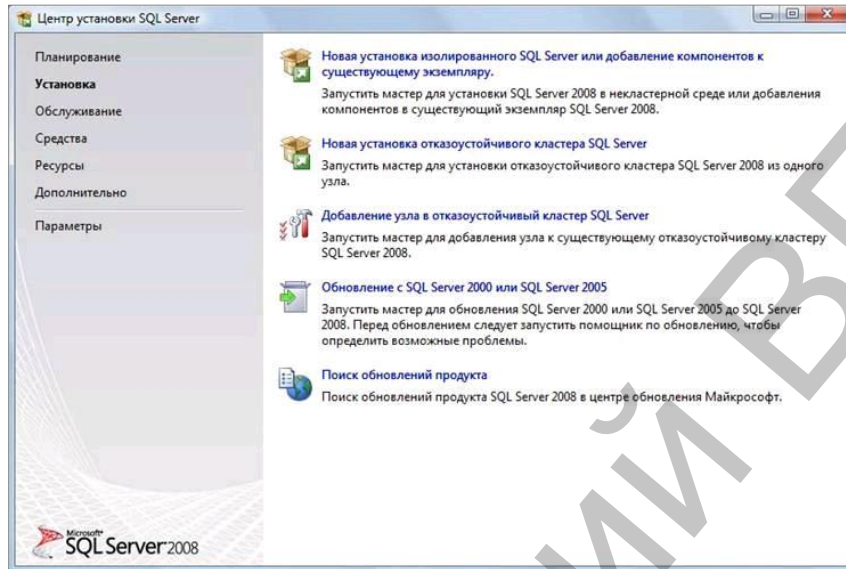 Центр установки SQL Server
Планирование
Установка
Обслуживание
Средства
Ресурсы
Дополнительно
Параметры
Новая установка изолированного SQL Server или добавление компонентов к
существующему экземпляру.
Запустить мастер для установки SQL Server 2008 в некластерной среде или добавления
компонентов в существующий экземпляр SQL Server 2008.
Новая установка отказоустойчивого кластера SQL Server
Запустить мастер для установки отказоустойчивого кластера SQL Server 2008 из одного
узла.
Добавление узла в отказоустойчивый кластер SQL Server
Запустить мастер для добавления узла к существующему отказоустойчивому кластеру
SQL Server 2008.
Обновление с SQL Server 2000 или SQL Server 2005
Запустить мастер для обновления SQL Server 2000 или SQL Server 2005 до SQL Server
2008. Перед обновлением следует запустить помощник по обновлению, чтобы
определить возможные проблемы.
Поиск обновлений продукта
Поиск обновлений продукта SQL Server 2008 в центре обновления Майкрософт.
Microsoft
SQL Server 2008